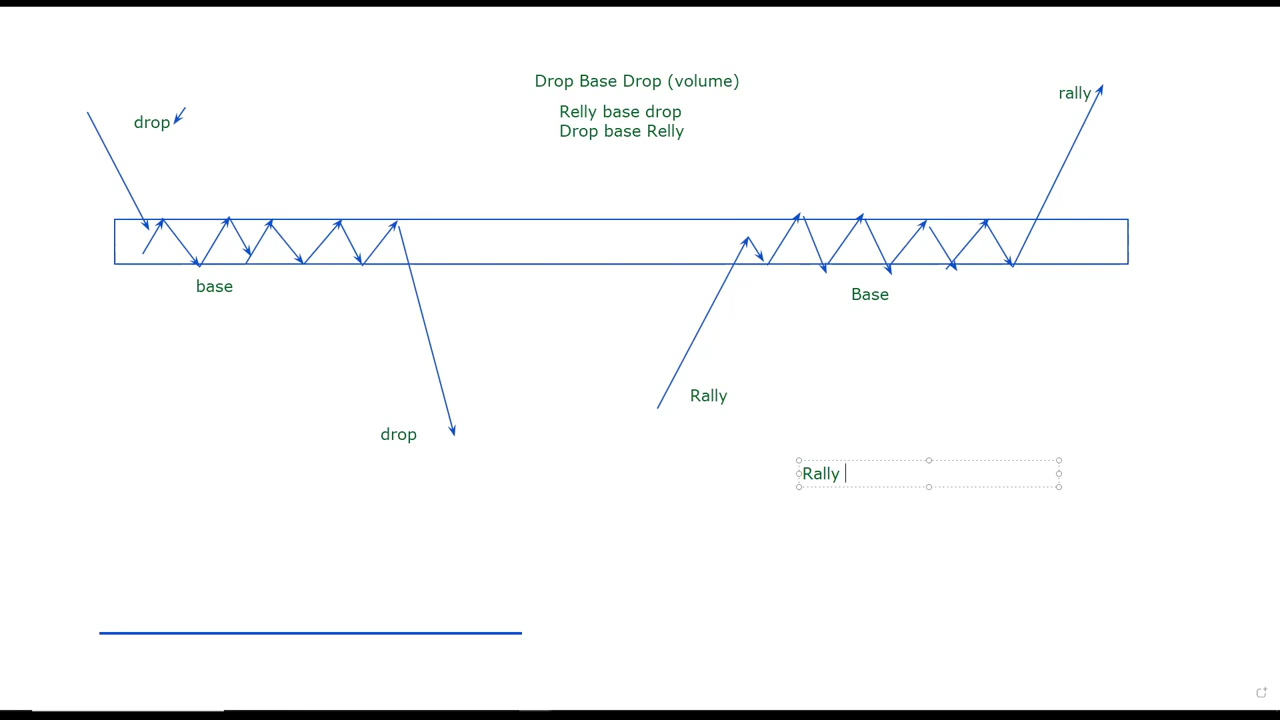 Drop Base Drop (volume)
Relly base drop
Drop base Relly
drop
rally
base
Base
Rally
drop
Rally